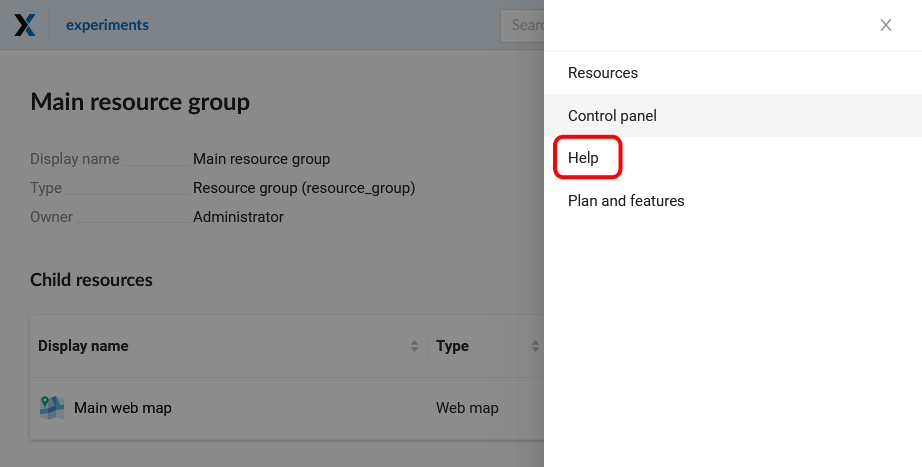 experiments
Resources
Control panel
Help
Plan and features
Main resource group
Display name Main resource group
Type Resource group (resource_group)
Owner Administrator
Child resources
Display name Type
Main web map Web map